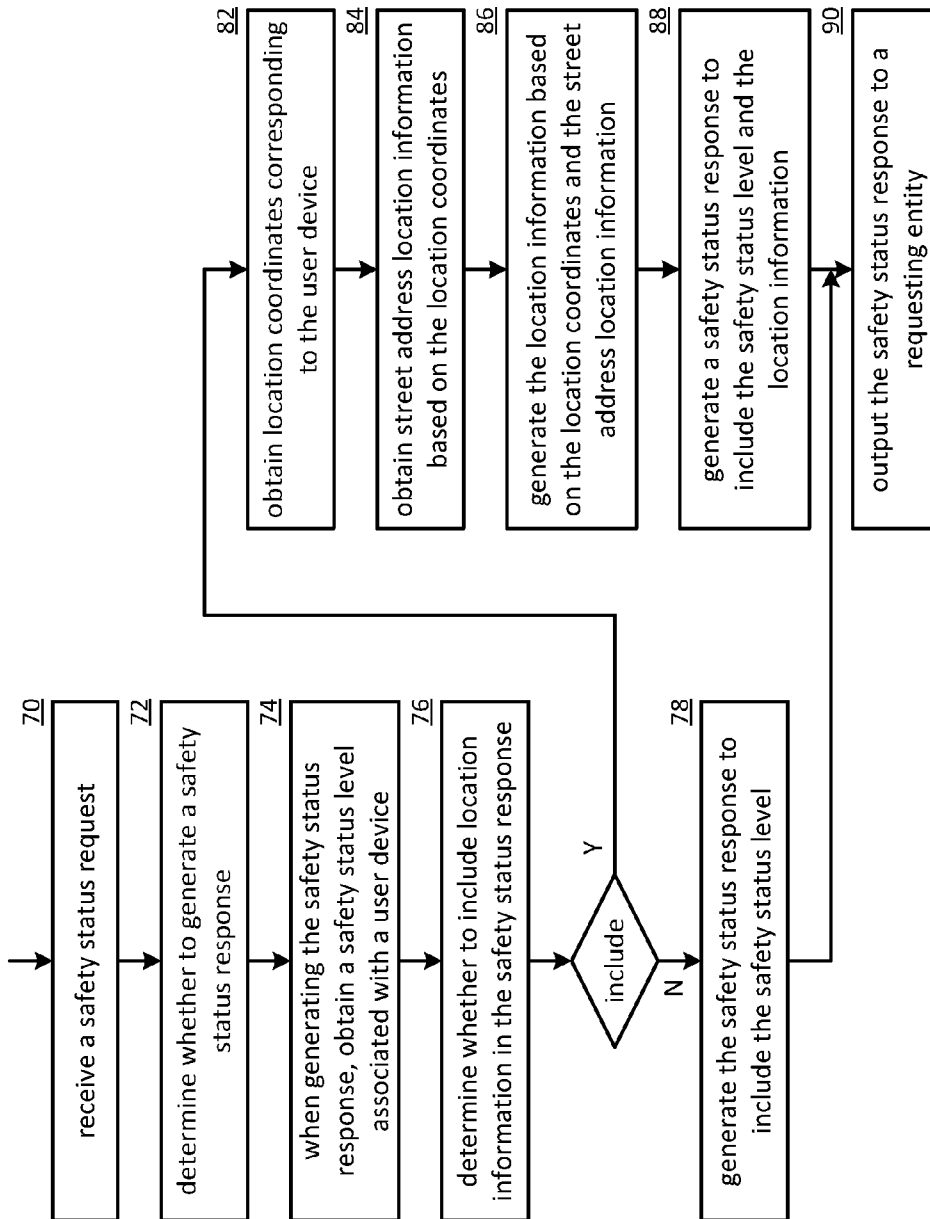 70
receive a safety status request
72
determine whether to generate a safety
status response
74
when generating the safety status
response, obtain a safety status level
associated with a user device
76
determine whether to include location
information in the safety status response
include
Y
N
78
generate the safety status response to
include the safety status level
82
obtain location coordinates corresponding
to the user device
84
obtain street address location information
based on the location coordinates
86
generate the location information based
on the location coordinates and the street
address location information
88
generate a safety status response to
include the safety status level and the
location information
90
output the safety status response to a
requesting entity